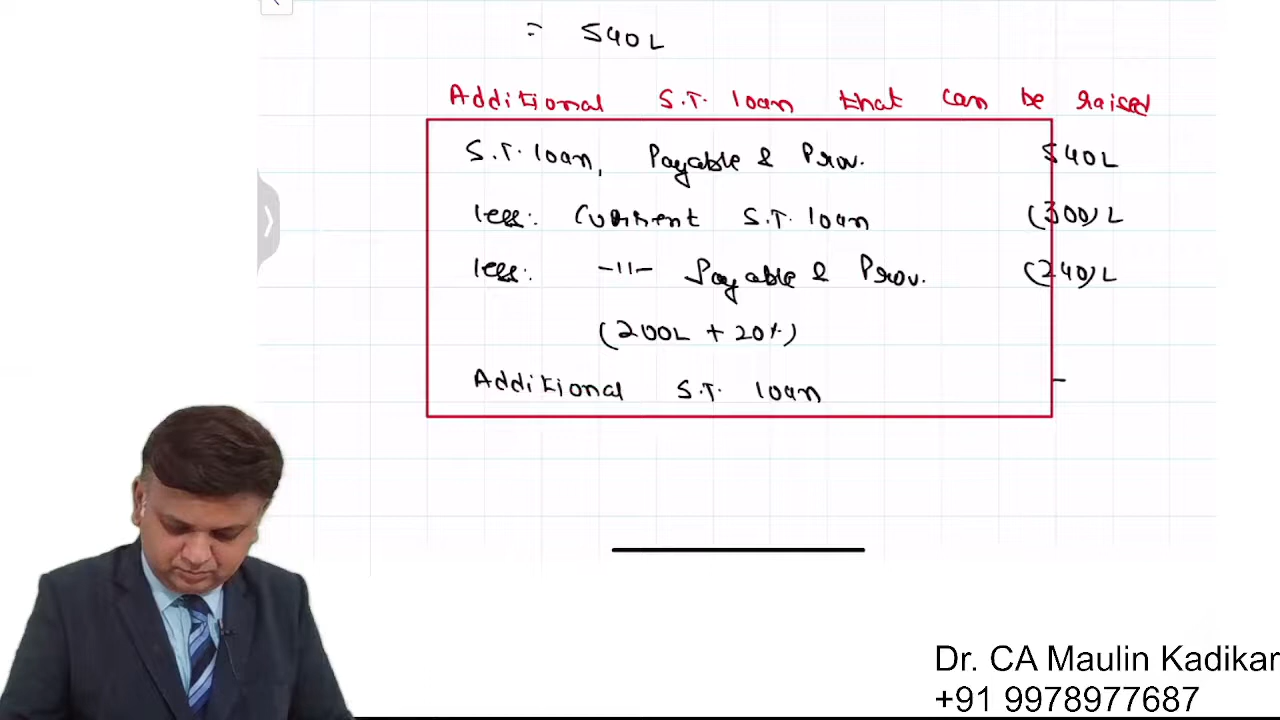 = 540L
Additional S.T. loan that can be raised
S.T. loan, Payable & Prov. 540L
less: Current S.T. loan (300)L
less: -11- Payable & Prov. (240)L
(200L + 20%)
Additional S.T. loan -
Dr. CA Maulin Kadikar
+91 9978977687